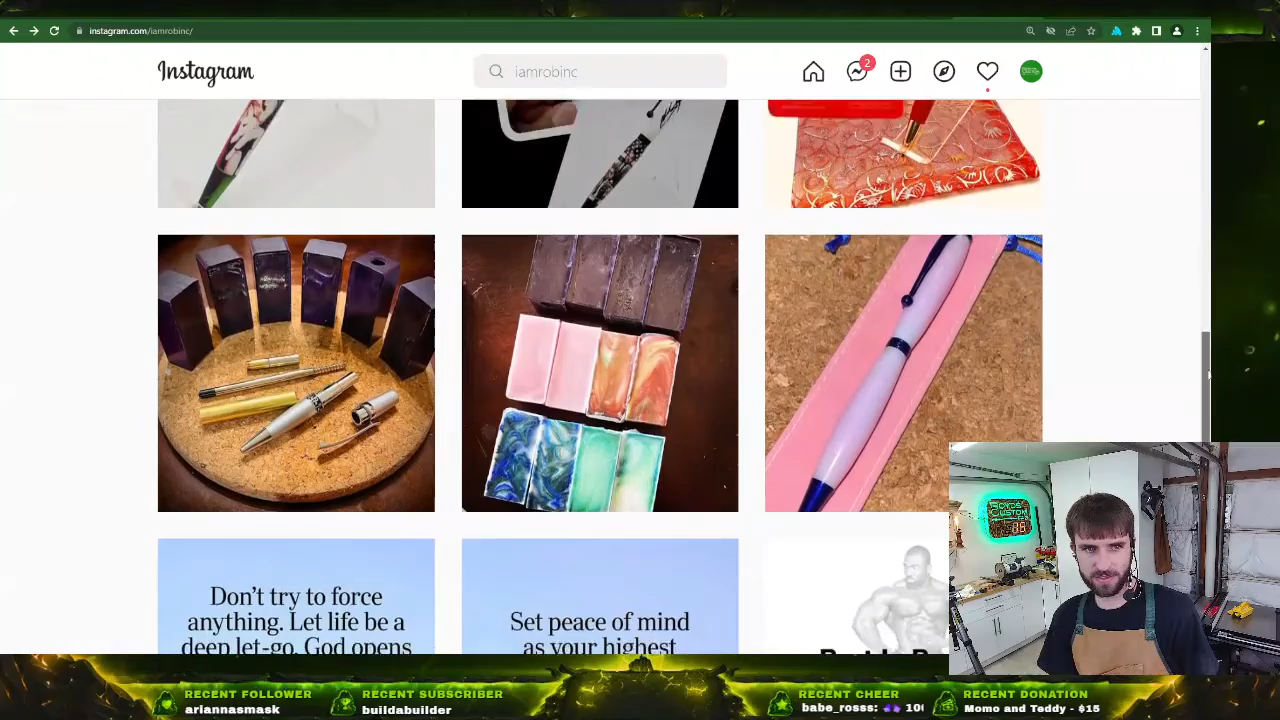 instagram.com/iamrobinc/
Instagram
iamrobinc
2
Don't try to force
anything. Let life be a
deep let-go. God opens
Set peace of mind
as your highest
RECENT FOLLOWER
ariannasmask
RECENT SUBSCRIBER
buildabuilder
RECENT CHEER
babe_rosss:
RECENT DONATION
Momo and Teddy - $15